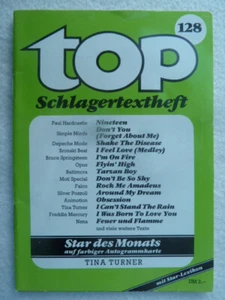 128
top
Schlagertextheft
Paul Hardcastle Nineteen
Simple Minds Don't You
(Forget About Me)
Depeche Mode Shake The Disease
Bronski Beat I Feel Love (Medley)
Bruce Springsteen I'm On Fire
Opus Flyin' High
Baltimora Tarzan Boy
Mink Special Don't Be So Shy
Falco Rock Me Amadeus
Silver Pozzoli Around My Dream
Animotion Obsession
Tina Turner I Can't Stand The Rain
Freddie Mercury I Was Born To Love You
Nena Feuer und Flamme
und viele weitere Texte
Star des Monats
auf farbiger Autogrammkarte
TINA TURNER
mit Star-Lexikon